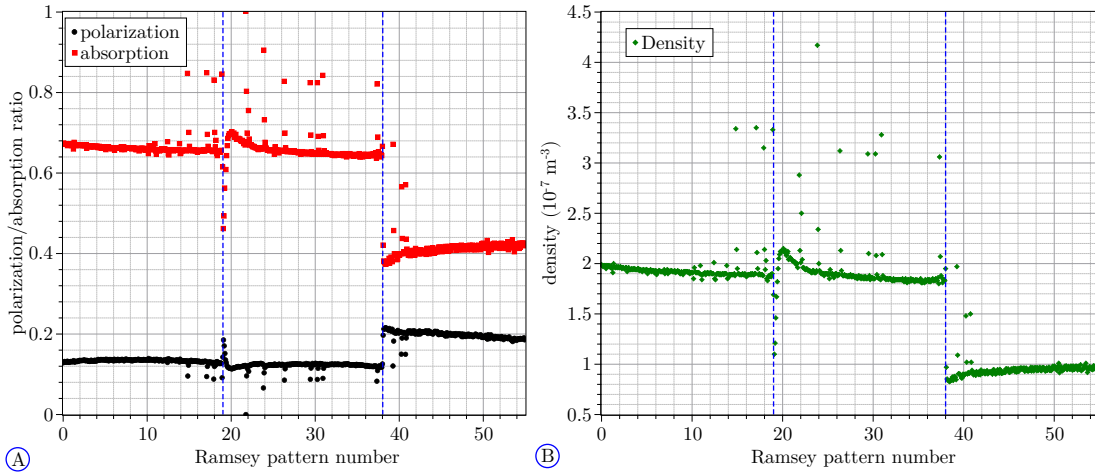 1
0.8
0.6
0.4
0.2
0
polarization
absorption
polarization/absorption ratio
0 10 20 30 40 50
Ramsey pattern number
A
4.5
4
3.5
3
2.5
2
1.5
1
0.5
Density
density (10⁻⁷ m⁻³)
0 10 20 30 40 50
Ramsey pattern number
B